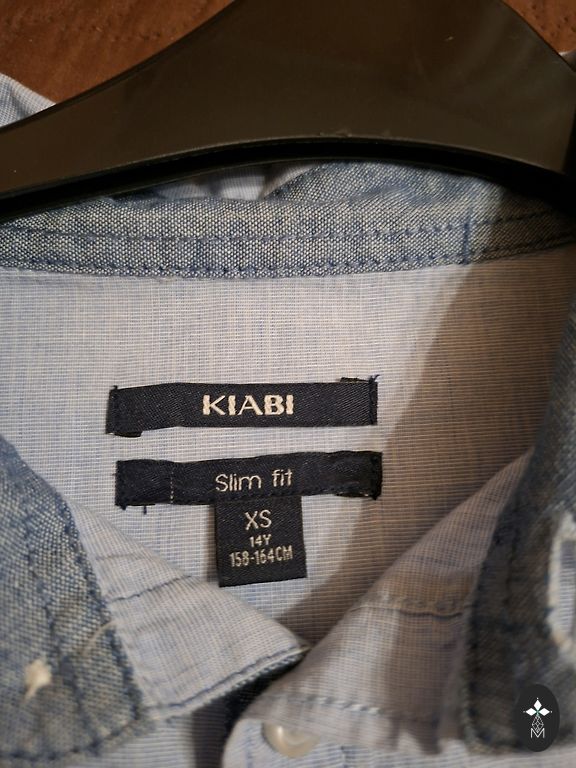 KIABI
Slim fit
XS
14Y
158-164CM
M